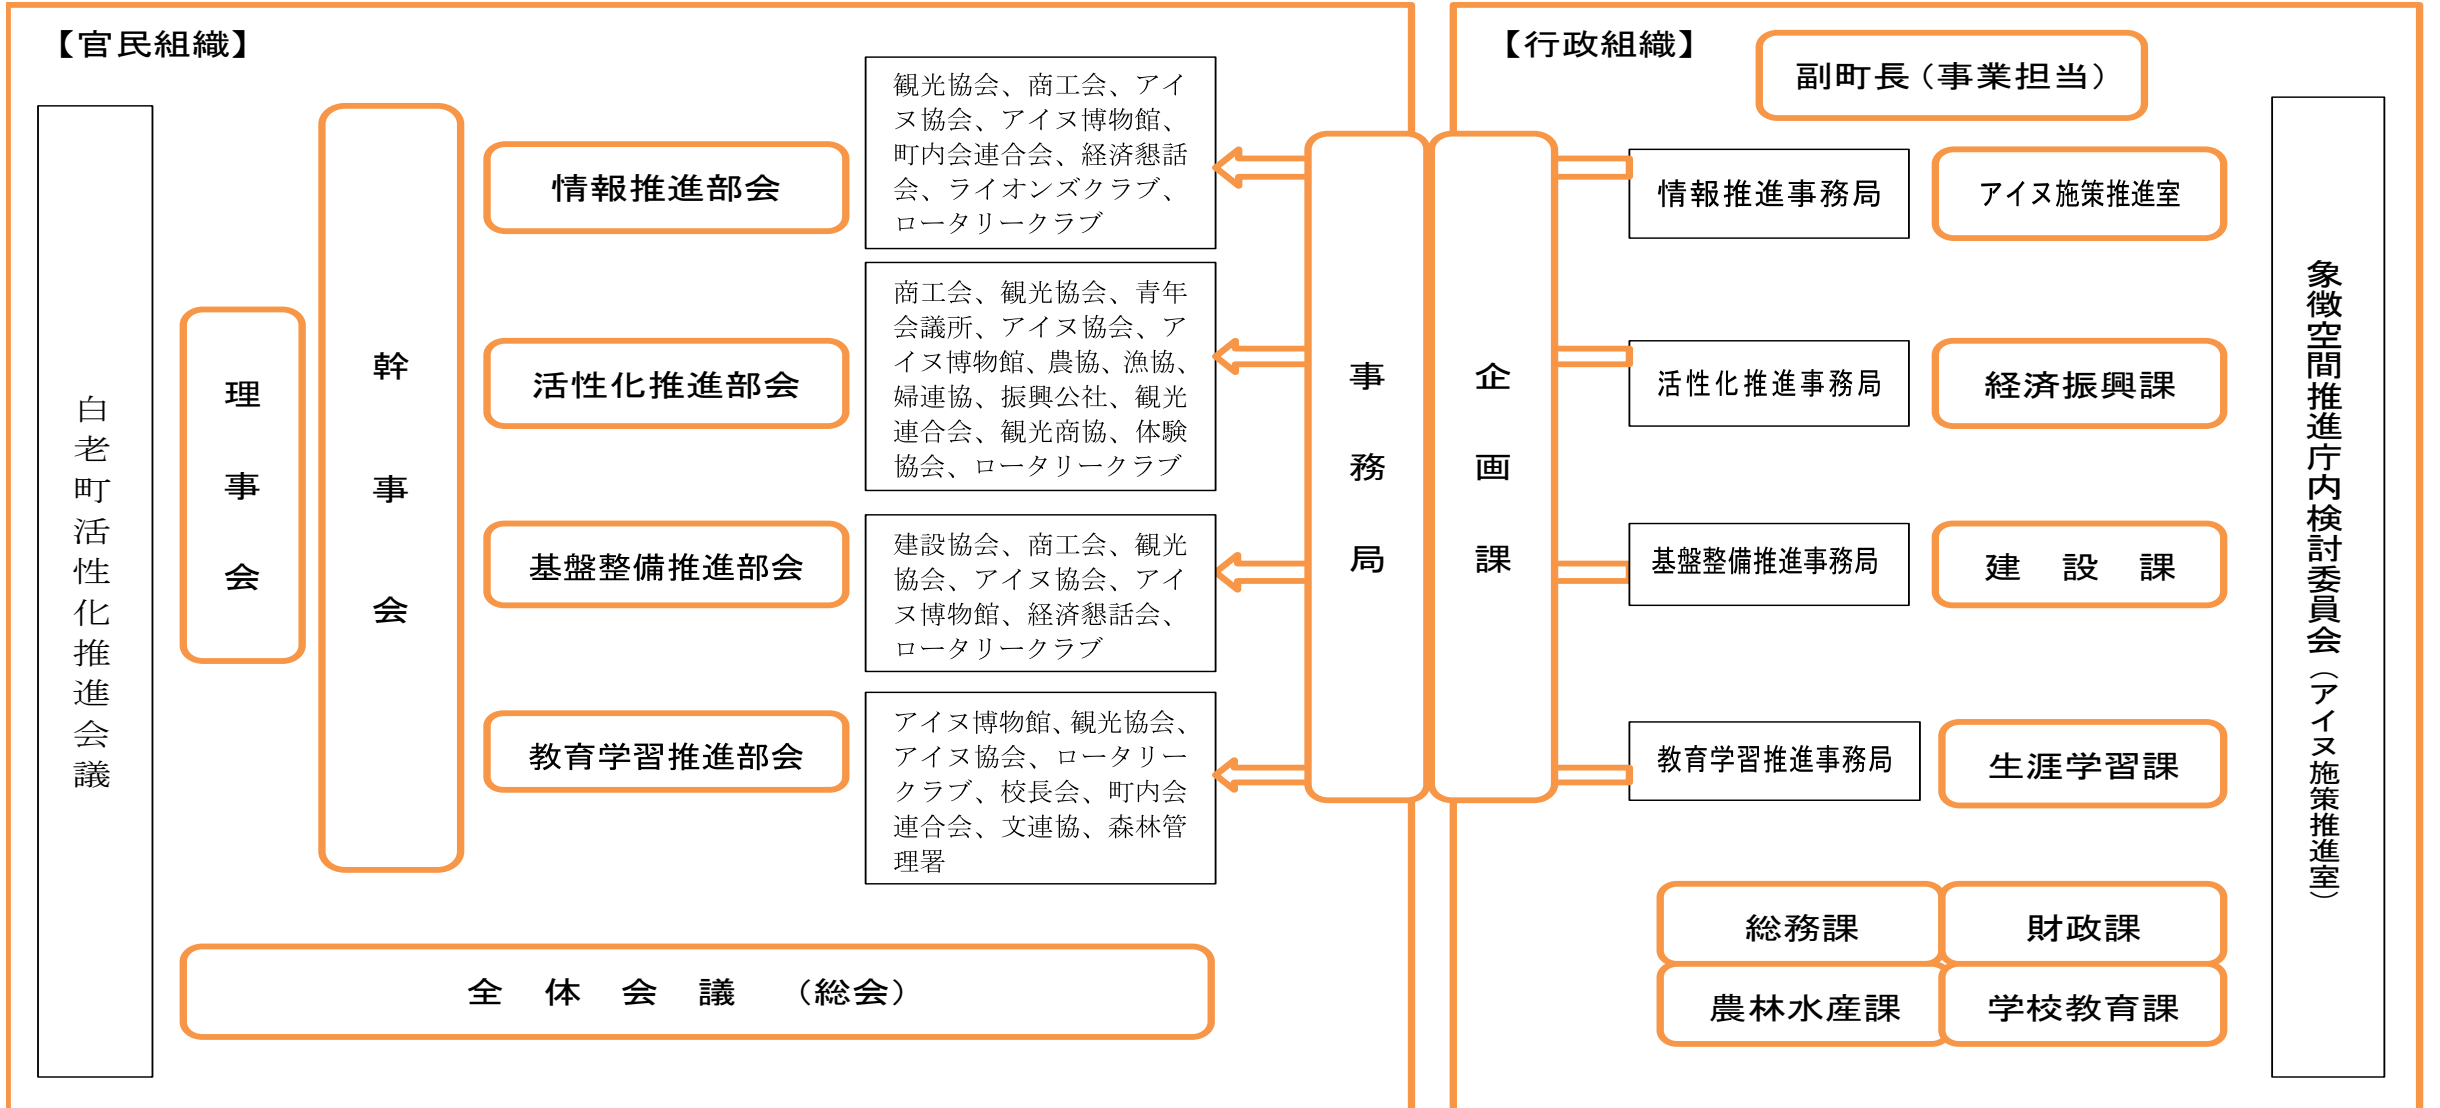 【官民組織】
白老町活性化推進会議
理事会
幹事会
情報推進部会
観光協会、商工会、アイ
ヌ協会、アイヌ博物館、
町内会連合会、経済懇話
会、ライオンズクラブ、
ロータリークラブ
活性化推進部会
商工会、観光協会、青年
会議所、アイヌ協会、ア
イヌ博物館、農協、漁協、
婦連協、振興公社、観光
連合会、観光商協、体験
協会、ロータリークラブ
基盤整備推進部会
建設協会、商工会、観光
協会、アイヌ協会、アイ
ヌ博物館、経済懇話会、
ロータリークラブ
教育学習推進部会
アイヌ博物館、観光協会、
アイヌ協会、ロータリー
クラブ、校長会、町内会
連合会、文連協、森林管
理署
全体会議 （総会）
事務局
【行政組織】
副町長（事業担当）
企画課
情報推進事務局
アイヌ施策推進室
活性化推進事務局
経済振興課
基盤整備推進事務局
建設課
教育学習推進事務局
生涯学習課
総務課
財政課
農林水産課
学校教育課
象徴空間推進庁内検討委員会（アイヌ施策推進室）